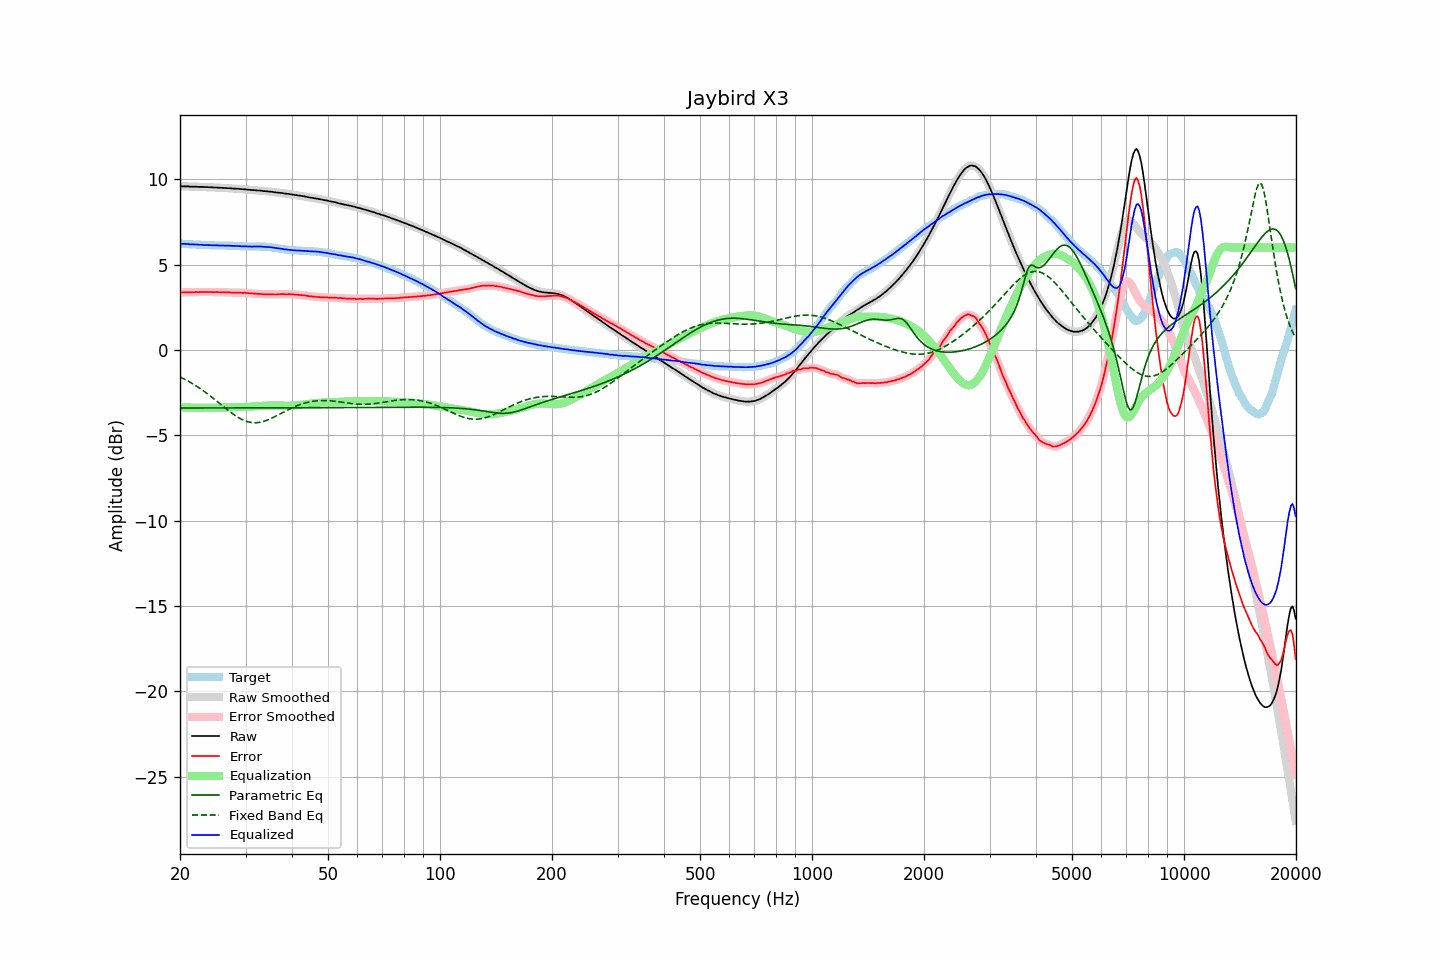 Jaybird X3
Amplitude (dBr)
10
5
0
−5
−10
−15
−20
−25
Target
Raw Smoothed
Error Smoothed
Raw
Error
Equalization
Parametric Eq
Fixed Band Eq
Equalized
20 50 100 200 500 1000 2000 5000 10000 20000
Frequency (Hz)